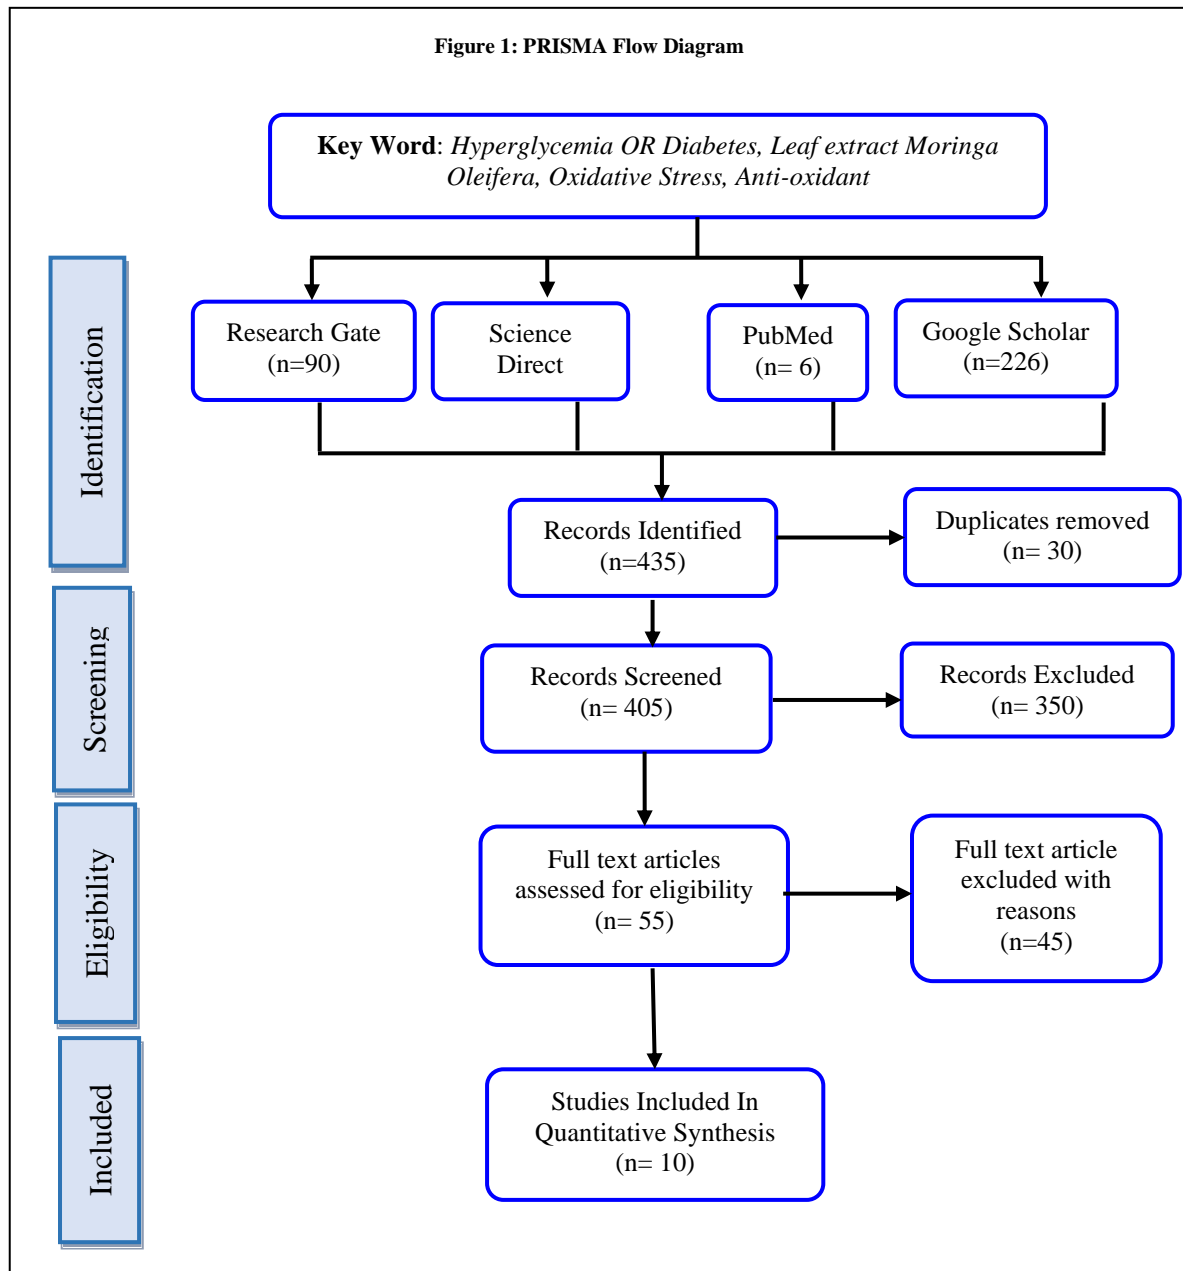 Figure 1: PRISMA Flow Diagram
Key Word: Hyperglycemia OR Diabetes, Leaf extract Moringa
Oleifera, Oxidative Stress, Anti-oxidant
Identification
Research Gate
(n=90)
Science
Direct
PubMed
(n= 6)
Google Scholar
(n=226)
Records Identified
(n=435)
Duplicates removed
(n= 30)
Screening
Records Screened
(n= 405)
Records Excluded
(n= 350)
Eligibility
Full text articles
assessed for eligibility
(n= 55)
Full text article
excluded with
reasons
(n=45)
Included
Studies Included In
Quantitative Synthesis
(n= 10)